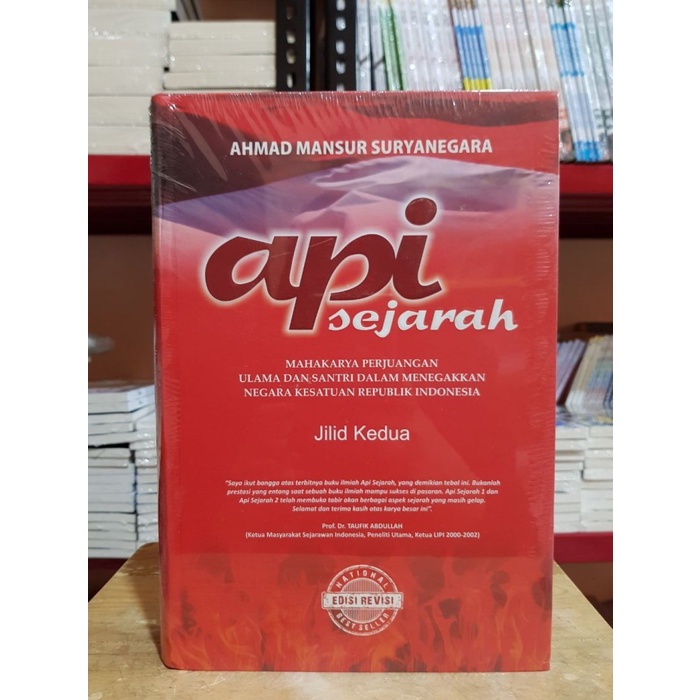 AHMAD MANSUR SURYANEGARA
api
sejarah
MAHAKARYA PERJUANGAN
ULAMA DAN SANTRI DALAM MENEGAKKAN
NEGARA KESATUAN REPUBLIK INDONESIA
Jilid Kedua
"Saya ikut bangga atas terbitnya buku ilmiah Api Sejarah, yang demikian tebal ini. Bukanlah
prestasi yang enteng saat sebuah buku ilmiah mampu sukses di pasaran. Api Sejarah 1 dan
Api Sejarah 2 telah membuka tabir akan berbagai aspek sejarah yang masih gelap.
Selamat dan terima kasih atas karya besar ini".
Prof. Dr. TAUFIK ABDULLAH
(Ketua Masyarakat Sejarawan Indonesia, Peneliti Utama, Ketua LIPI 2000-2002)
NATIONAL
EDISI REVISI
BEST SELLER